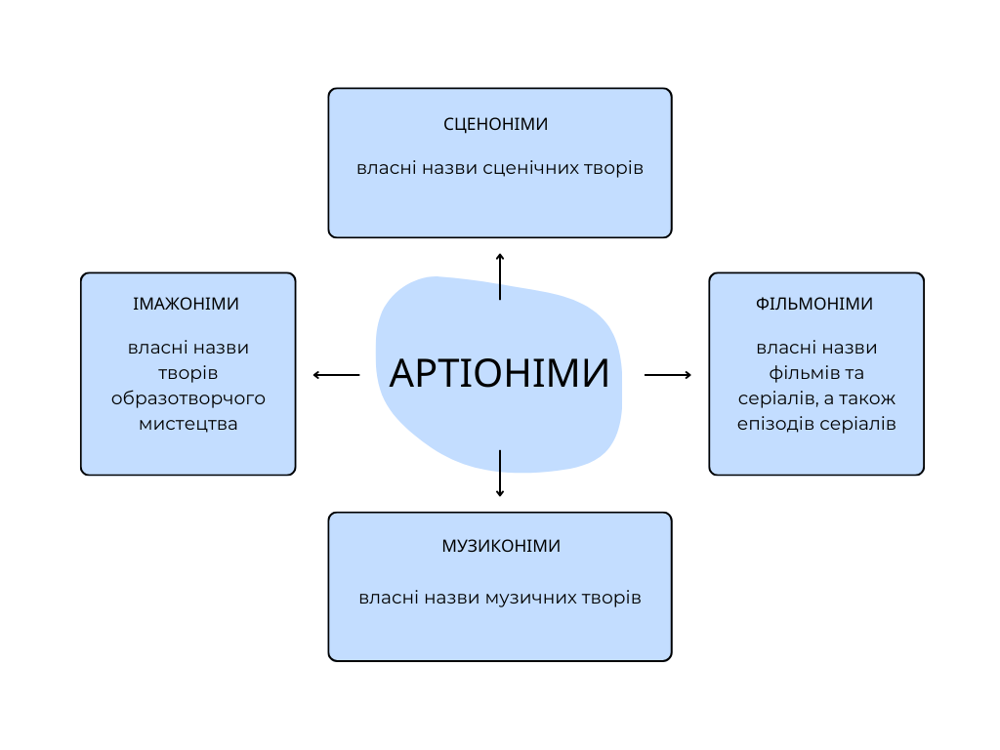 СЦЕНОНІМИ
власні назви сценічних творів
ІМАЖОНІМИ
власні назви
творів
образотворчого
мистецтва
АРТІОНІМИ
ФІЛЬМОНІМИ
власні назви
фільмів та
серіалів, а також
епізодів серіалів
МУЗИКОНІМИ
власні назви музичних творів